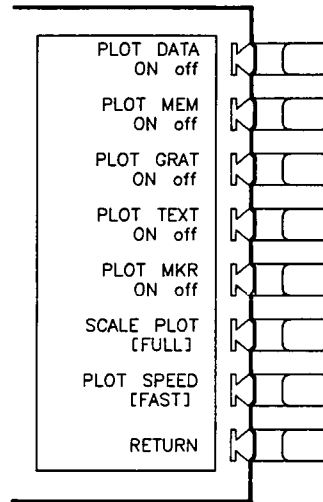 PLOT DATA
ON off
PLOT MEM
ON off
PLOT GRAT
ON off
PLOT TEXT
ON off
PLOT MKR
ON off
SCALE PLOT
[FULL]
PLOT SPEED
[FAST]
RETURN